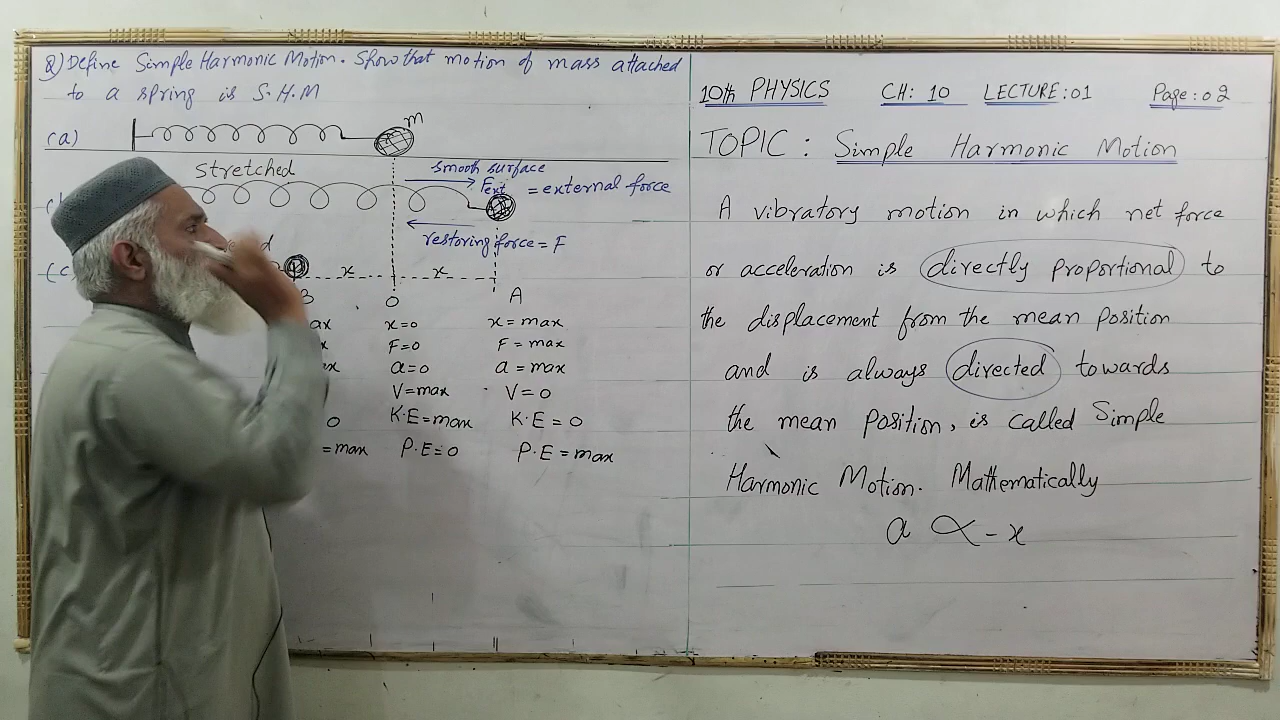 Q) Define Simple Harmonic Motion. Show that motion of mass attached
to a spring is S.H.M
(a)
m
stretched
smooth surface
Fext = external force
restoring force = F
(c
x x
B O A
ax x=0 x = max
x F=0 F = max
ax a=0 a = max
V=max V = 0
0 K.E = max K.E = 0
= max P.E = 0 P.E = max
10th PHYSICS CH: 10 LECTURE:01 Page:02
TOPIC : Simple Harmonic Motion
A vibratory motion in which net force
or acceleration is directly proportional to
the displacement from the mean position
and is always directed towards
the mean position, is called Simple
Harmonic Motion. Mathematically
a ∝ - x